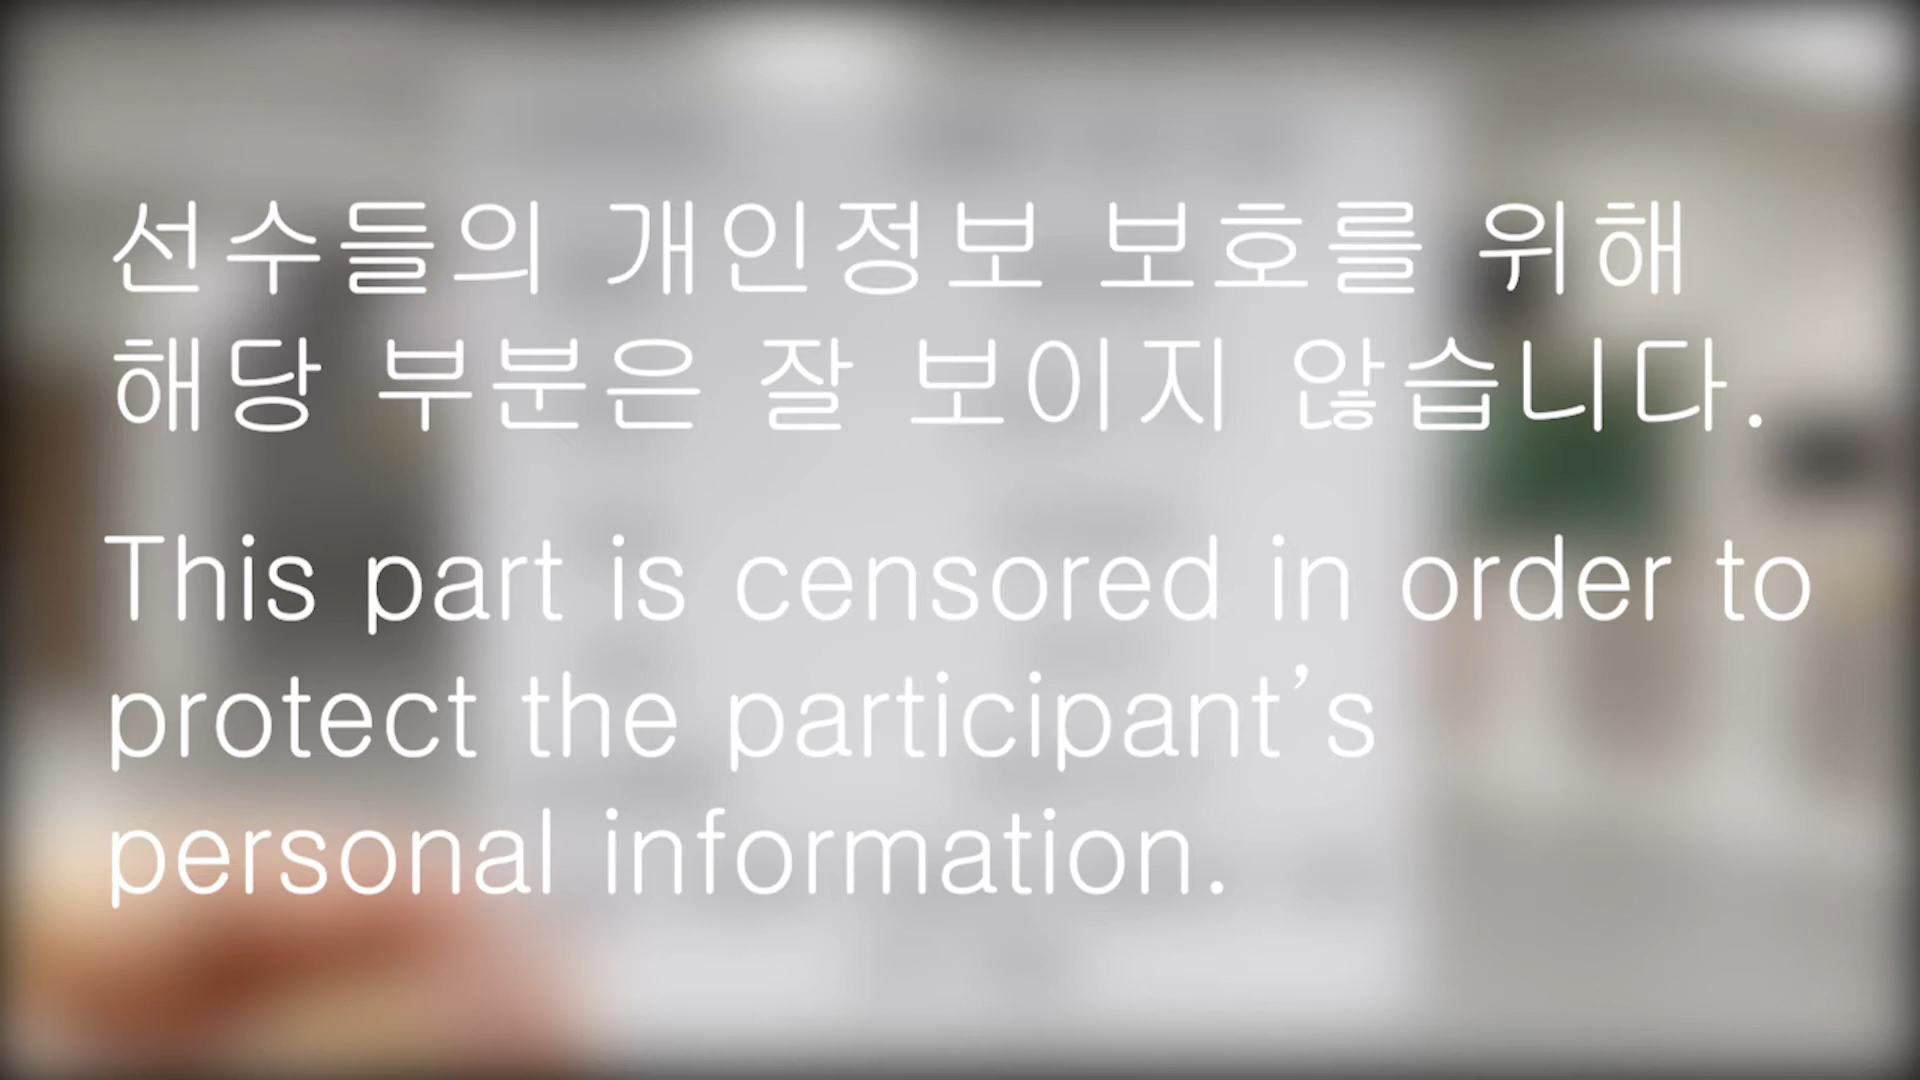 선수들의 개인정보 보호를 위해
해당 부분은 잘 보이지 않습니다.
This part is censored in order to
protect the participant’s
personal information.